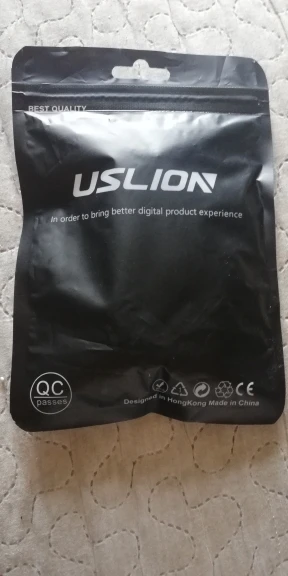 BEST QUALITY
USLION
In order to bring better digital product experience
QC
passes
CE
Designed in HongKong Made in China